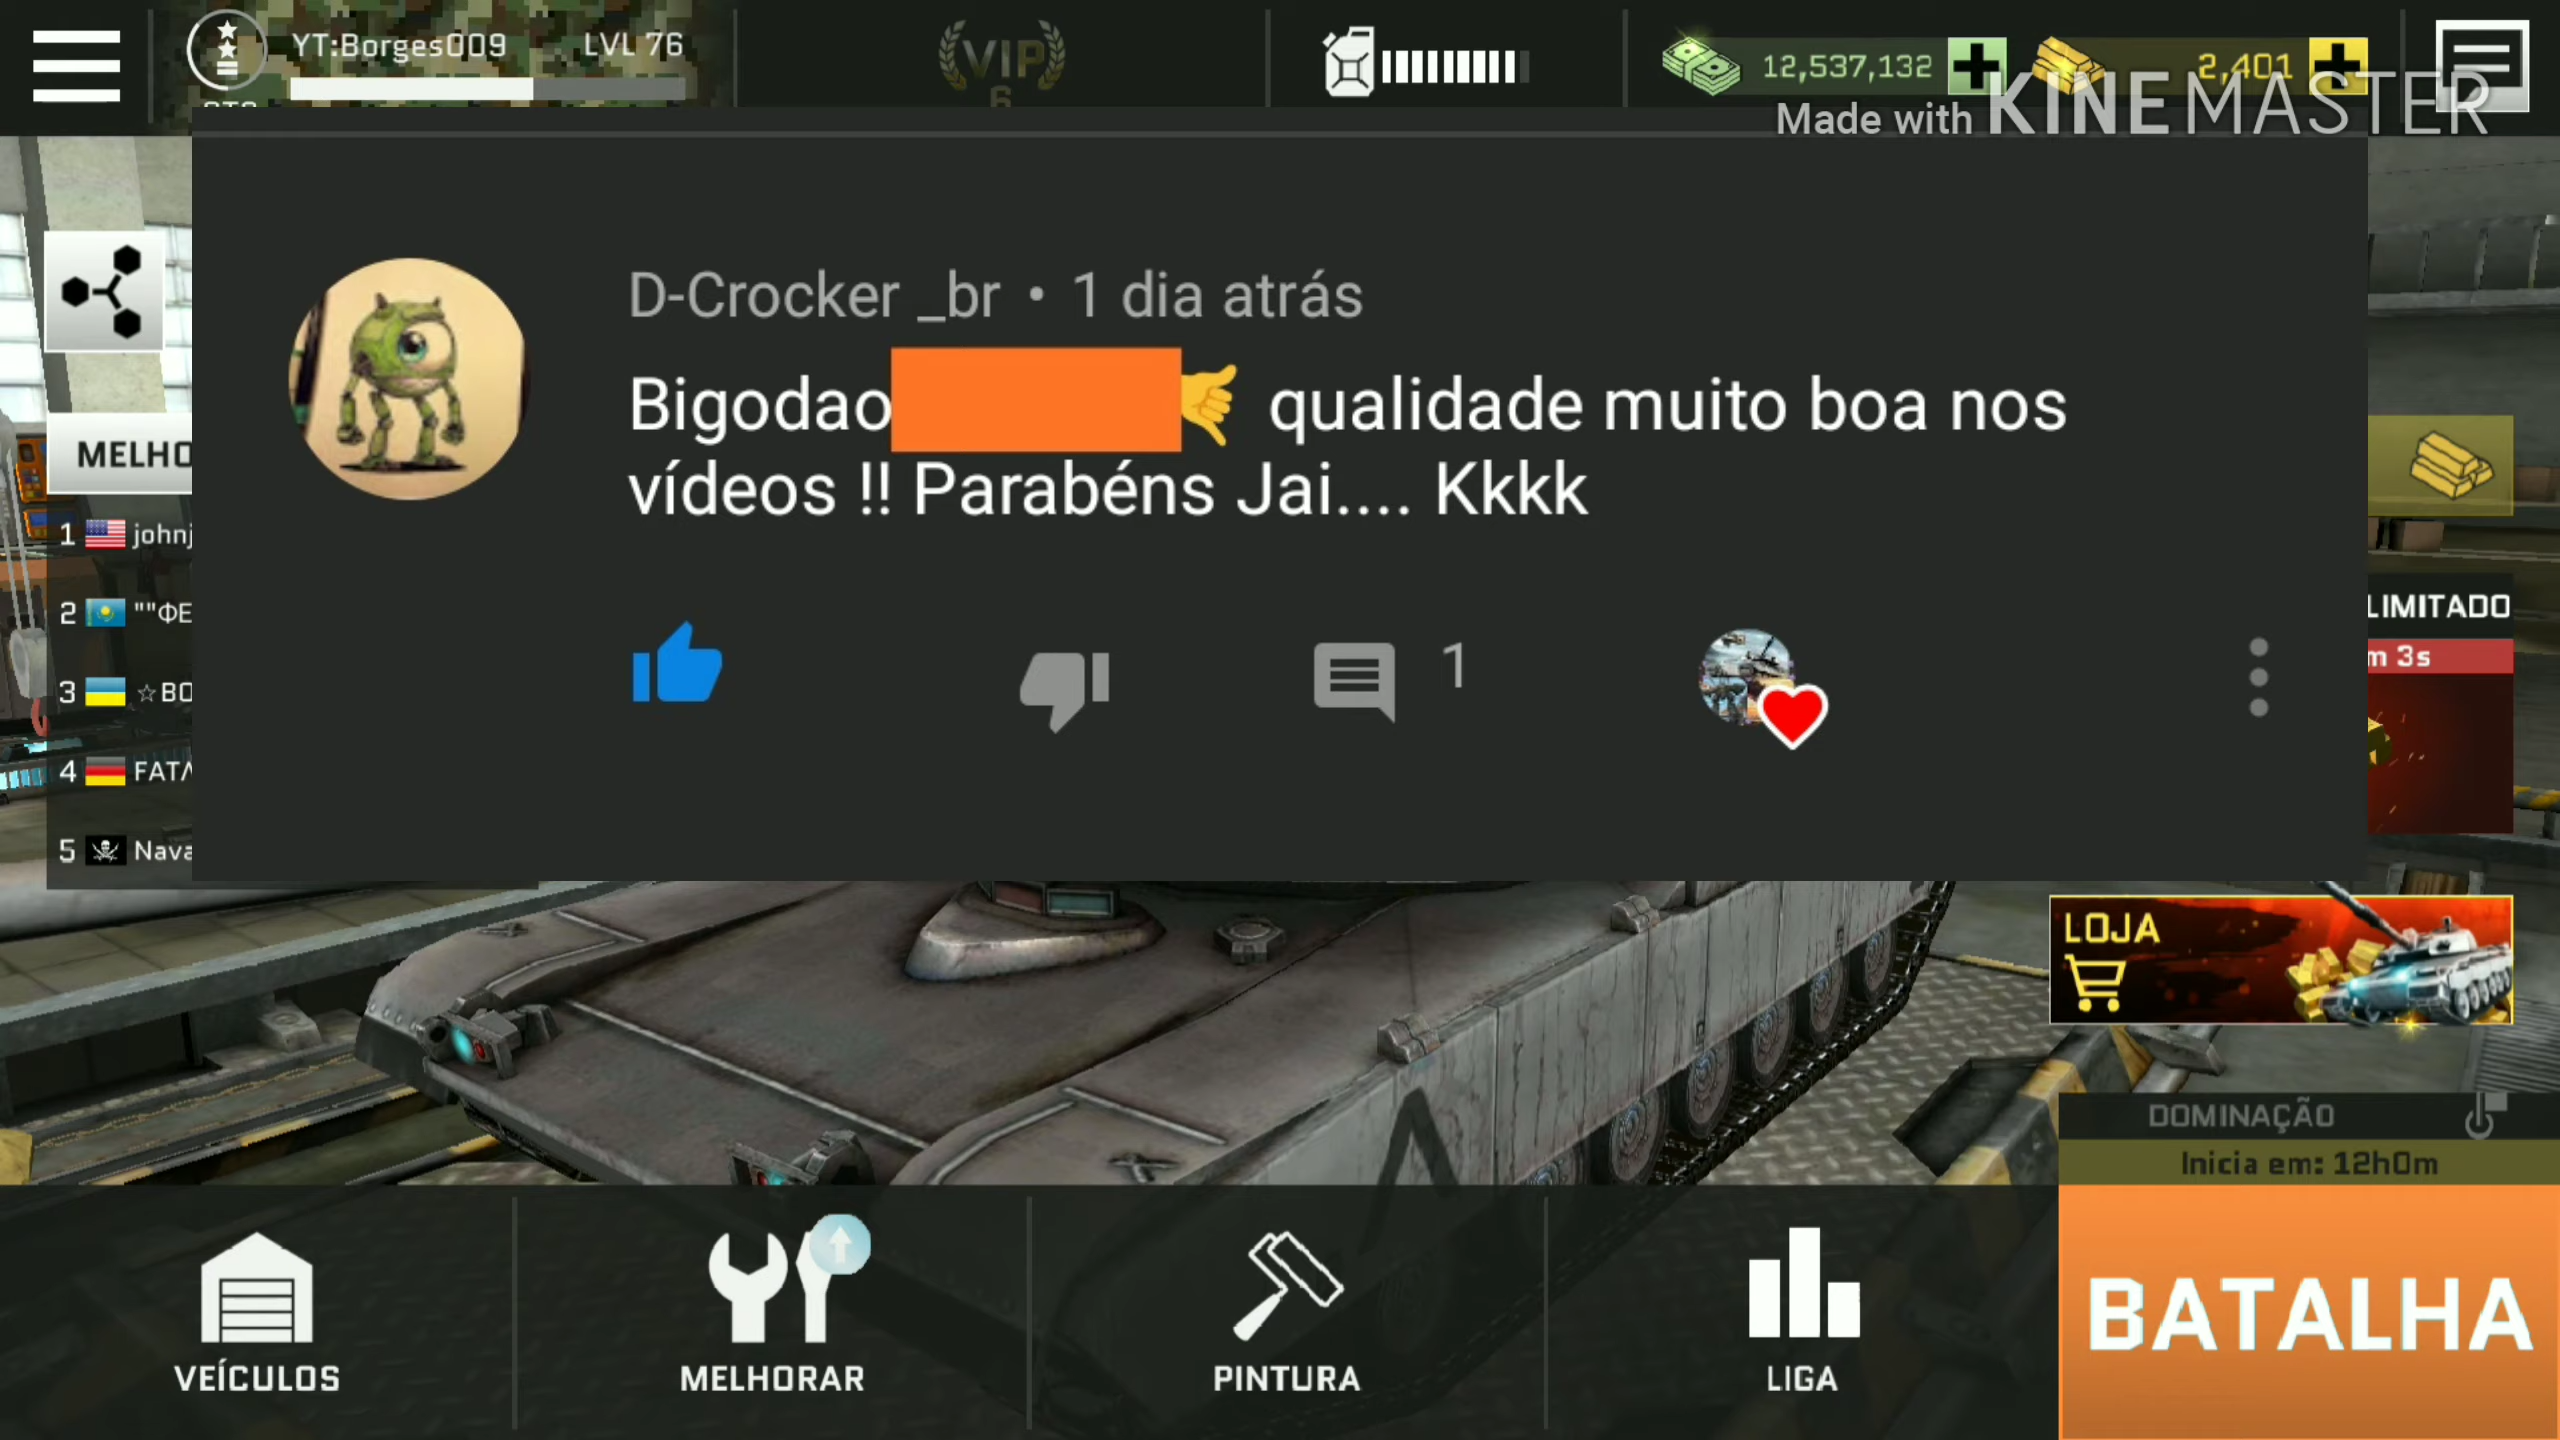 YT:Borges009 LVL 76
VIP
6
12,537,132
2,401
Made with KINEMASTER
D-Crocker _br • 1 dia atrás
Bigodao qualidade muito boa nos
vídeos !! Parabéns Jai.... Kkkk
1
MELHO
1 johnj
2 ""ФЕ
3 ☆BO
4 FATA
5 Nava
LIMITADO
m 3s
LOJA
DOMINAÇÃO
Inicia em: 12h0m
VEÍCULOS
MELHORAR
PINTURA
LIGA
BATALHA